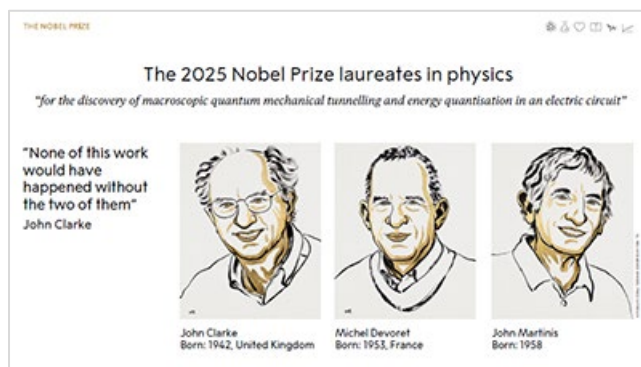 THE NOBEL PRIZE
The 2025 Nobel Prize laureates in physics
"for the discovery of macroscopic quantum mechanical tunnelling and energy quantisation in an electric circuit"
"None of this work
would have
happened without
the two of them"
John Clarke
John Clarke
Born: 1942, United Kingdom
Michel Devoret
Born: 1953, France
John Martinis
Born: 1958